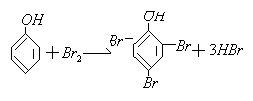 OH OH
+ Br₂ → Br Br + 3HBr
Br